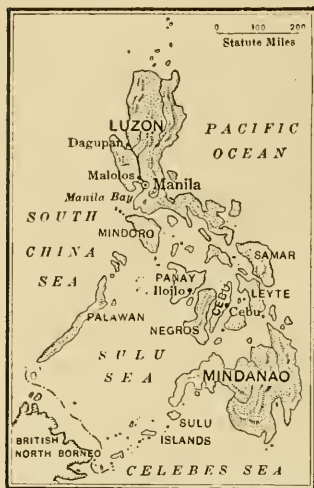 0 100 200
Statute Miles
LUZON
PACIFIC
OCEAN
Dagupan
Malolos
Manila
Manila Bay
SOUTH
CHINA
SEA
MINDORO
SAMAR
PANAY
Iloilo
LEYTE
CEBU
Cebu
PALAWAN
NEGROS
SULU
SEA
MINDANAO
SULU
ISLANDS
BRITISH
NORTH BORNEO
CELEBES SEA